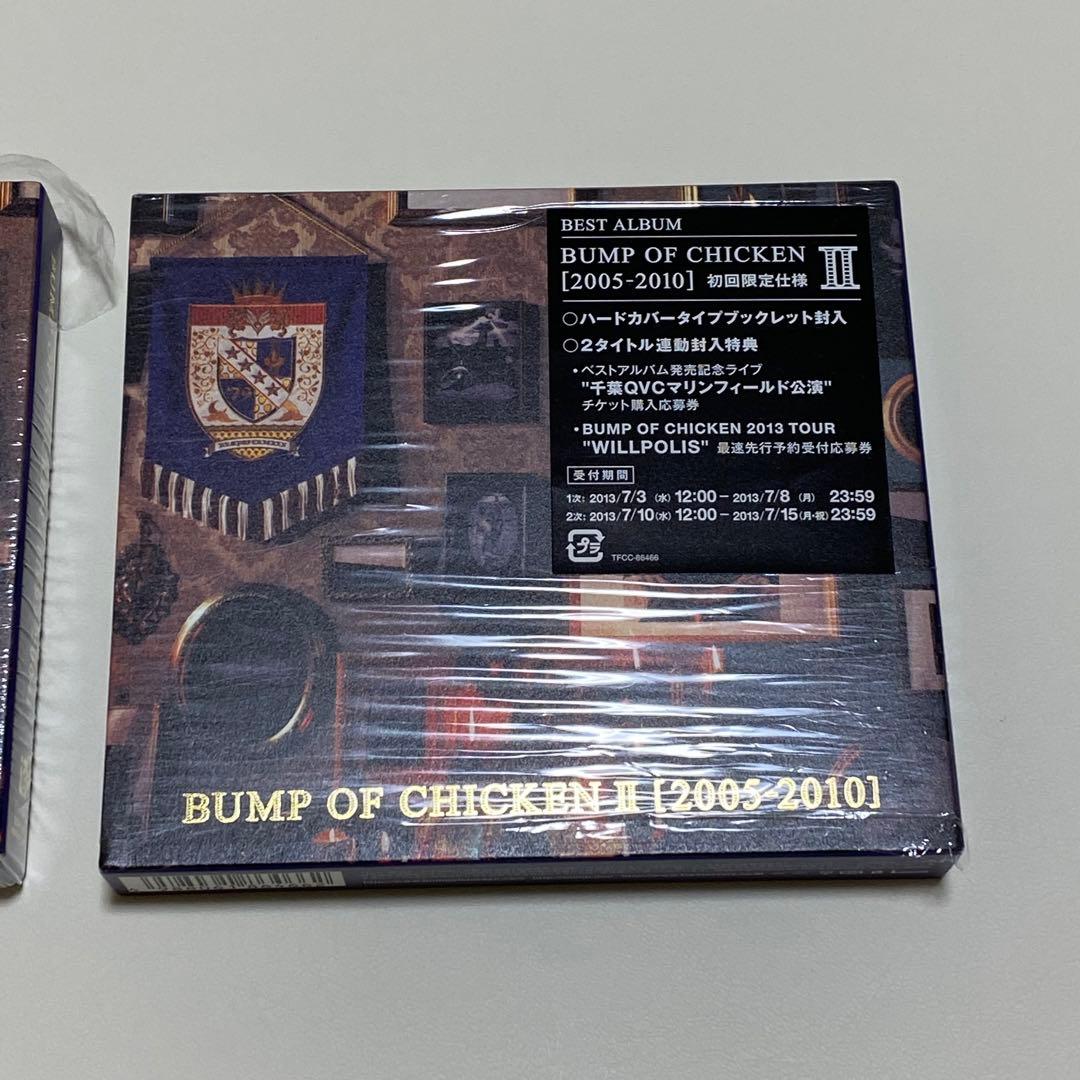 BEST ALBUM
BUMP OF CHICKEN II
[2005-2010] 初回限定仕様
○ハードカバータイプブックレット封入
○2タイトル連動封入特典
・ベストアルバム発売記念ライブ
"千葉QVCマリンフィールド公演"
チケット購入応募券
・BUMP OF CHICKEN 2013 TOUR
"WILLPOLIS" 最速先行予約受付応募券
受付期間
1次: 2013/7/3 (水) 12:00 − 2013/7/8 (月) 23:59
2次: 2013/7/10(水) 12:00 − 2013/7/15(月・祝) 23:59
プラ
TFCC-86466
BUMP OF CHICKEN II [2005-2010]